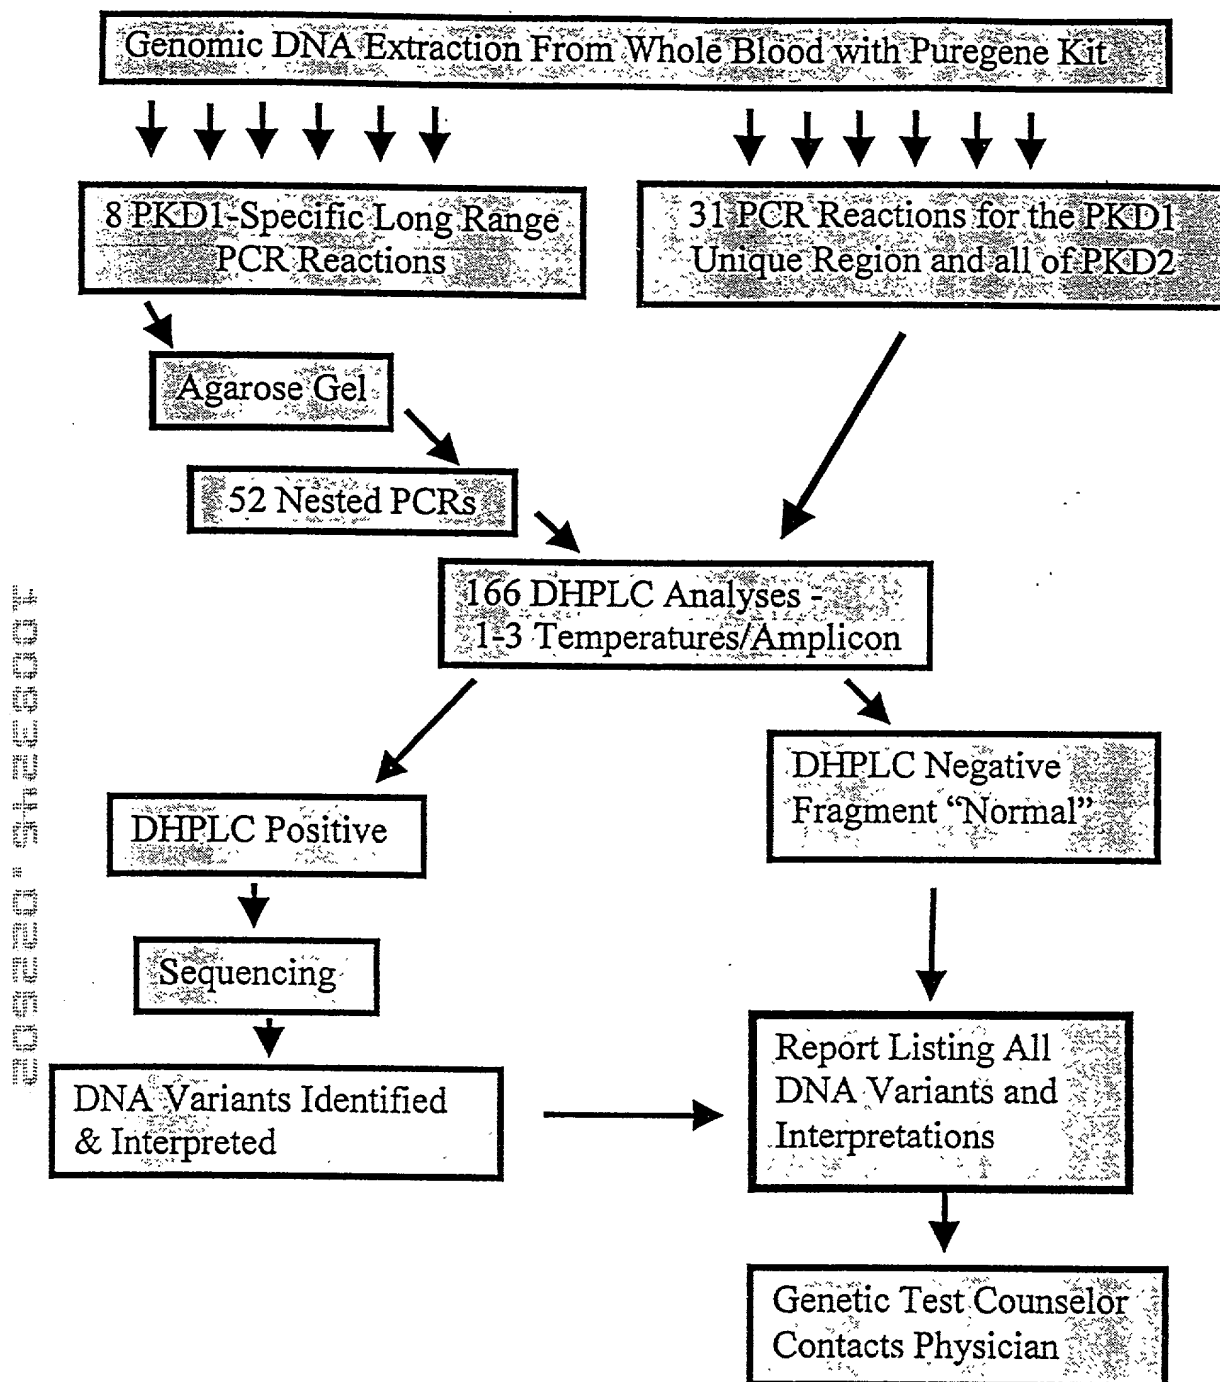 Genomic DNA Extraction From Whole Blood with Puregene Kit
8 PKD1-Specific Long Range
PCR Reactions
31 PCR Reactions for the PKD1
Unique Region and all of PKD2
Agarose Gel
52 Nested PCRs
166 DHPLC Analyses -
1-3 Temperatures/Amplicon
DHPLC Positive
DHPLC Negative
Fragment “Normal”
Sequencing
DNA Variants Identified
& Interpreted
Report Listing All
DNA Variants and
Interpretations
Genetic Test Counselor
Contacts Physician
10083245.022502